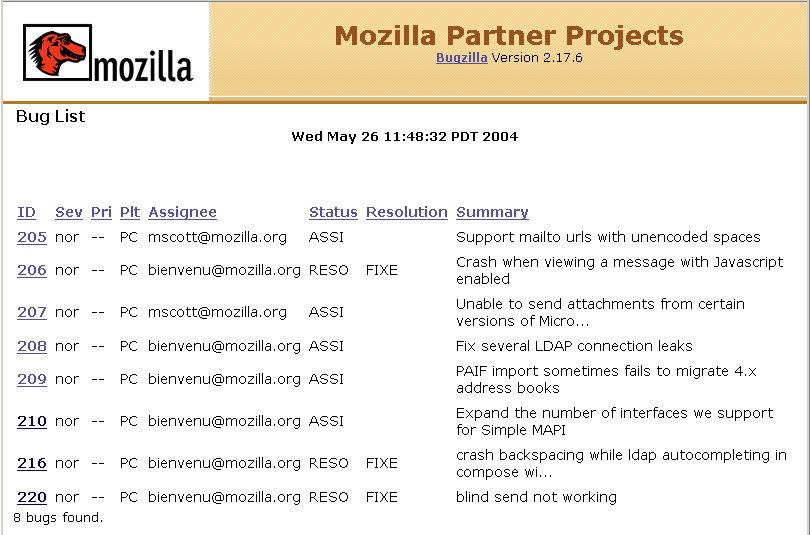 mozilla
Mozilla Partner Projects
Bugzilla Version 2.17.6
Bug List
Wed May 26 11:48:32 PDT 2004
ID Sev Pri Plt Assignee Status Resolution Summary
205 nor -- PC mscott@mozilla.org ASSI Support mailto urls with unencoded spaces
206 nor -- PC bienvenu@mozilla.org RESO FIXE Crash when viewing a message with Javascript
enabled
207 nor -- PC mscott@mozilla.org ASSI Unable to send attachments from certain
versions of Micro...
208 nor -- PC bienvenu@mozilla.org ASSI Fix several LDAP connection leaks
209 nor -- PC bienvenu@mozilla.org ASSI PAIF import sometimes fails to migrate 4.x
address books
210 nor -- PC bienvenu@mozilla.org ASSI Expand the number of interfaces we support
for Simple MAPI
216 nor -- PC bienvenu@mozilla.org RESO FIXE crash backspacing while ldap autocompleting in
compose wi...
220 nor -- PC bienvenu@mozilla.org RESO FIXE blind send not working
8 bugs found.